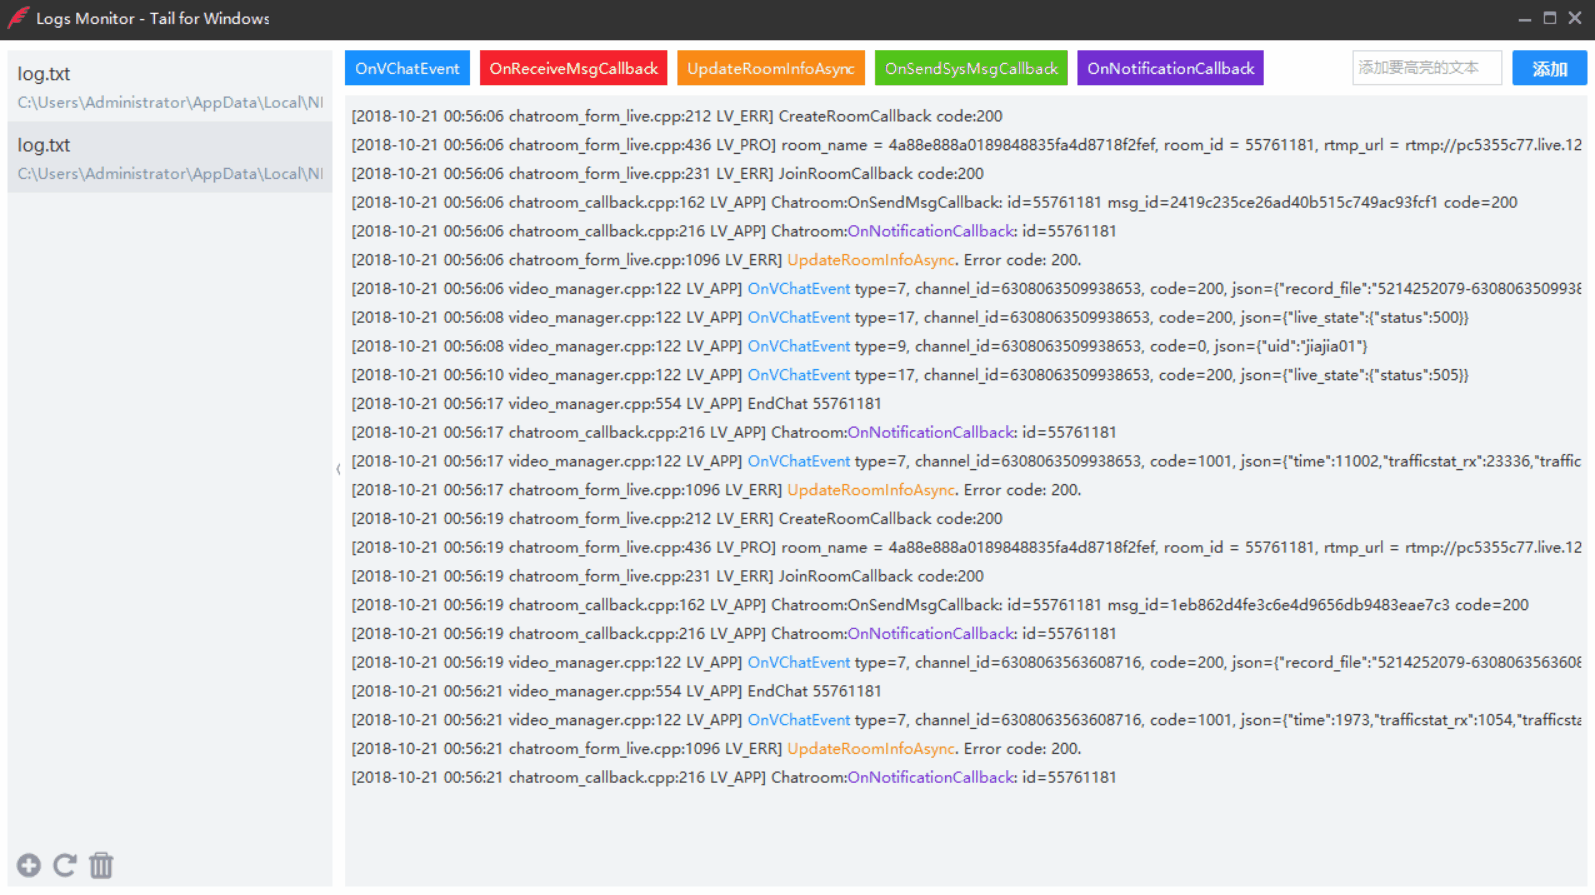 Logs Monitor - Tail for Windows
log.txt
C:\Users\Administrator\AppData\Local\NI
log.txt
C:\Users\Administrator\AppData\Local\NI
OnVChatEvent OnReceiveMsgCallback UpdateRoomInfoAsync OnSendSysMsgCallback OnNotificationCallback 添加要高亮的文本 添加
[2018-10-21 00:56:06 chatroom_form_live.cpp:212 LV_ERR] CreateRoomCallback code:200
[2018-10-21 00:56:06 chatroom_form_live.cpp:436 LV_PRO] room_name = 4a88e888a0189848835fa4d8718f2fef, room_id = 55761181, rtmp_url = rtmp://pc5355c77.live.12
[2018-10-21 00:56:06 chatroom_form_live.cpp:231 LV_ERR] JoinRoomCallback code:200
[2018-10-21 00:56:06 chatroom_callback.cpp:162 LV_APP] Chatroom:OnSendMsgCallback: id=55761181 msg_id=2419c235ce26ad40b515c749ac93fcf1 code=200
[2018-10-21 00:56:06 chatroom_callback.cpp:216 LV_APP] Chatroom:OnNotificationCallback: id=55761181
[2018-10-21 00:56:06 chatroom_form_live.cpp:1096 LV_ERR] UpdateRoomInfoAsync. Error code: 200.
[2018-10-21 00:56:06 video_manager.cpp:122 LV_APP] OnVChatEvent type=7, channel_id=6308063509938653, code=200, json={"record_file":"5214252079-6308063509938
[2018-10-21 00:56:08 video_manager.cpp:122 LV_APP] OnVChatEvent type=17, channel_id=6308063509938653, code=200, json={"live_state":{"status":500}}
[2018-10-21 00:56:08 video_manager.cpp:122 LV_APP] OnVChatEvent type=9, channel_id=6308063509938653, code=0, json={"uid":"jiajia01"}
[2018-10-21 00:56:10 video_manager.cpp:122 LV_APP] OnVChatEvent type=17, channel_id=6308063509938653, code=200, json={"live_state":{"status":505}}
[2018-10-21 00:56:17 video_manager.cpp:554 LV_APP] EndChat 55761181
[2018-10-21 00:56:17 chatroom_callback.cpp:216 LV_APP] Chatroom:OnNotificationCallback: id=55761181
[2018-10-21 00:56:17 video_manager.cpp:122 LV_APP] OnVChatEvent type=7, channel_id=6308063509938653, code=1001, json={"time":11002,"trafficstat_rx":23336,"traffic
[2018-10-21 00:56:17 chatroom_form_live.cpp:1096 LV_ERR] UpdateRoomInfoAsync. Error code: 200.
[2018-10-21 00:56:19 chatroom_form_live.cpp:212 LV_ERR] CreateRoomCallback code:200
[2018-10-21 00:56:19 chatroom_form_live.cpp:436 LV_PRO] room_name = 4a88e888a0189848835fa4d8718f2fef, room_id = 55761181, rtmp_url = rtmp://pc5355c77.live.12
[2018-10-21 00:56:19 chatroom_form_live.cpp:231 LV_ERR] JoinRoomCallback code:200
[2018-10-21 00:56:19 chatroom_callback.cpp:162 LV_APP] Chatroom:OnSendMsgCallback: id=55761181 msg_id=1eb862d4fe3c6e4d9656db9483eae7c3 code=200
[2018-10-21 00:56:19 chatroom_callback.cpp:216 LV_APP] Chatroom:OnNotificationCallback: id=55761181
[2018-10-21 00:56:19 video_manager.cpp:122 LV_APP] OnVChatEvent type=7, channel_id=6308063563608716, code=200, json={"record_file":"5214252079-6308063563608
[2018-10-21 00:56:21 video_manager.cpp:554 LV_APP] EndChat 55761181
[2018-10-21 00:56:21 video_manager.cpp:122 LV_APP] OnVChatEvent type=7, channel_id=6308063563608716, code=1001, json={"time":1973,"trafficstat_rx":1054,"trafficsta
[2018-10-21 00:56:21 chatroom_form_live.cpp:1096 LV_ERR] UpdateRoomInfoAsync. Error code: 200.
[2018-10-21 00:56:21 chatroom_callback.cpp:216 LV_APP] Chatroom:OnNotificationCallback: id=55761181